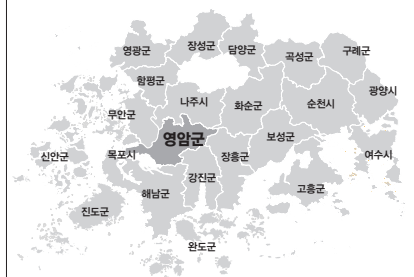 영광군
장성군
담양군
곡성군
구례군
함평군
나주시
화순군
순천시
광양시
무안군
영암군
보성군
신안군
목포시
장흥군
여수시
강진군
해남군
고흥군
진도군
완도군